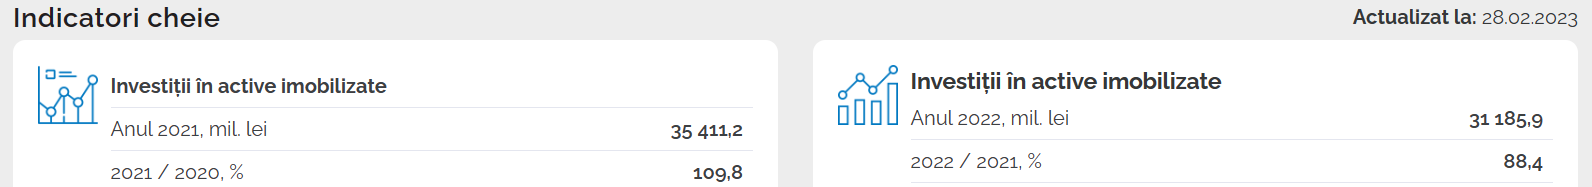 Indicatori cheie
Actualizat la: 28.02.2023
Investiții în active imobilizate
Anul 2021, mil. lei 35 411,2
2021 / 2020, % 109,8
Investiții în active imobilizate
Anul 2022, mil. lei 31 185,9
2022 / 2021, % 88,4